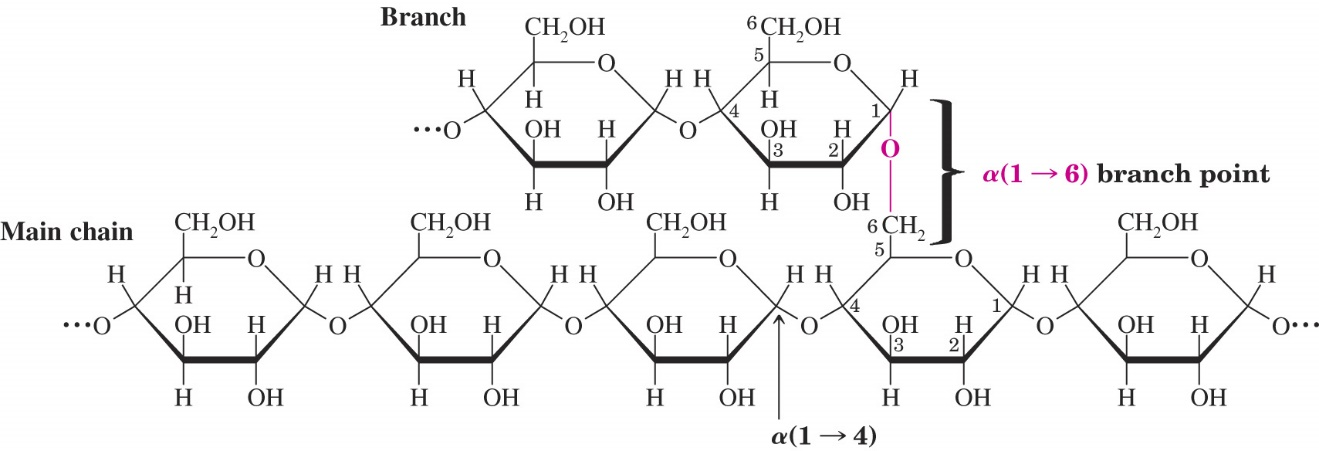 Branch
CH₂OH ⁶CH₂OH
5
H O H H O H
H 4 H 1
···O OH H O OH H O
3 2
α(1 → 6) branch point
H OH H OH
Main chain
CH₂OH CH₂OH CH₂OH ⁶CH₂ CH₂OH
5
H O H H O H H O H H O H H O H
H 4 1
···O OH H O OH H O OH H O OH H O OH H O···
3 2
H OH H OH H OH H OH H OH
α(1 → 4)